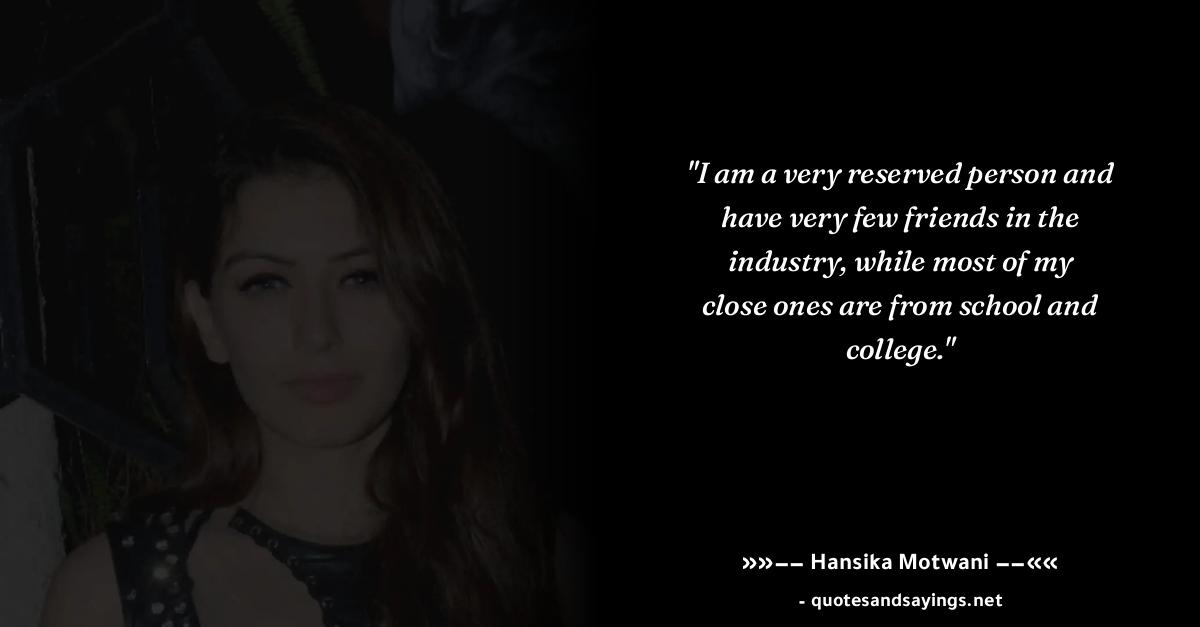 "I am a very reserved person and
have very few friends in the
industry, while most of my
close ones are from school and
college."
»»–– Hansika Motwani ––««
- quotesandsayings.net